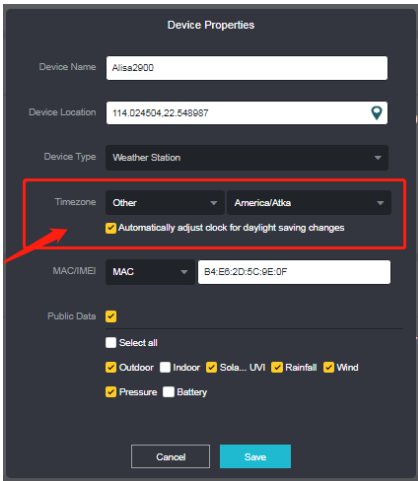 Device Properties
Device Name Alisa2900
Device Location 114.024504,22.548987
Device Type Weather Station
Timezone Other America/Atka
Automatically adjust clock for daylight saving changes
MAC/IMEI MAC B4:E6:2D:5C:9E:0F
Public Data
Select all
Outdoor Indoor Sola... UVI Rainfall Wind
Pressure Battery
Cancel Save